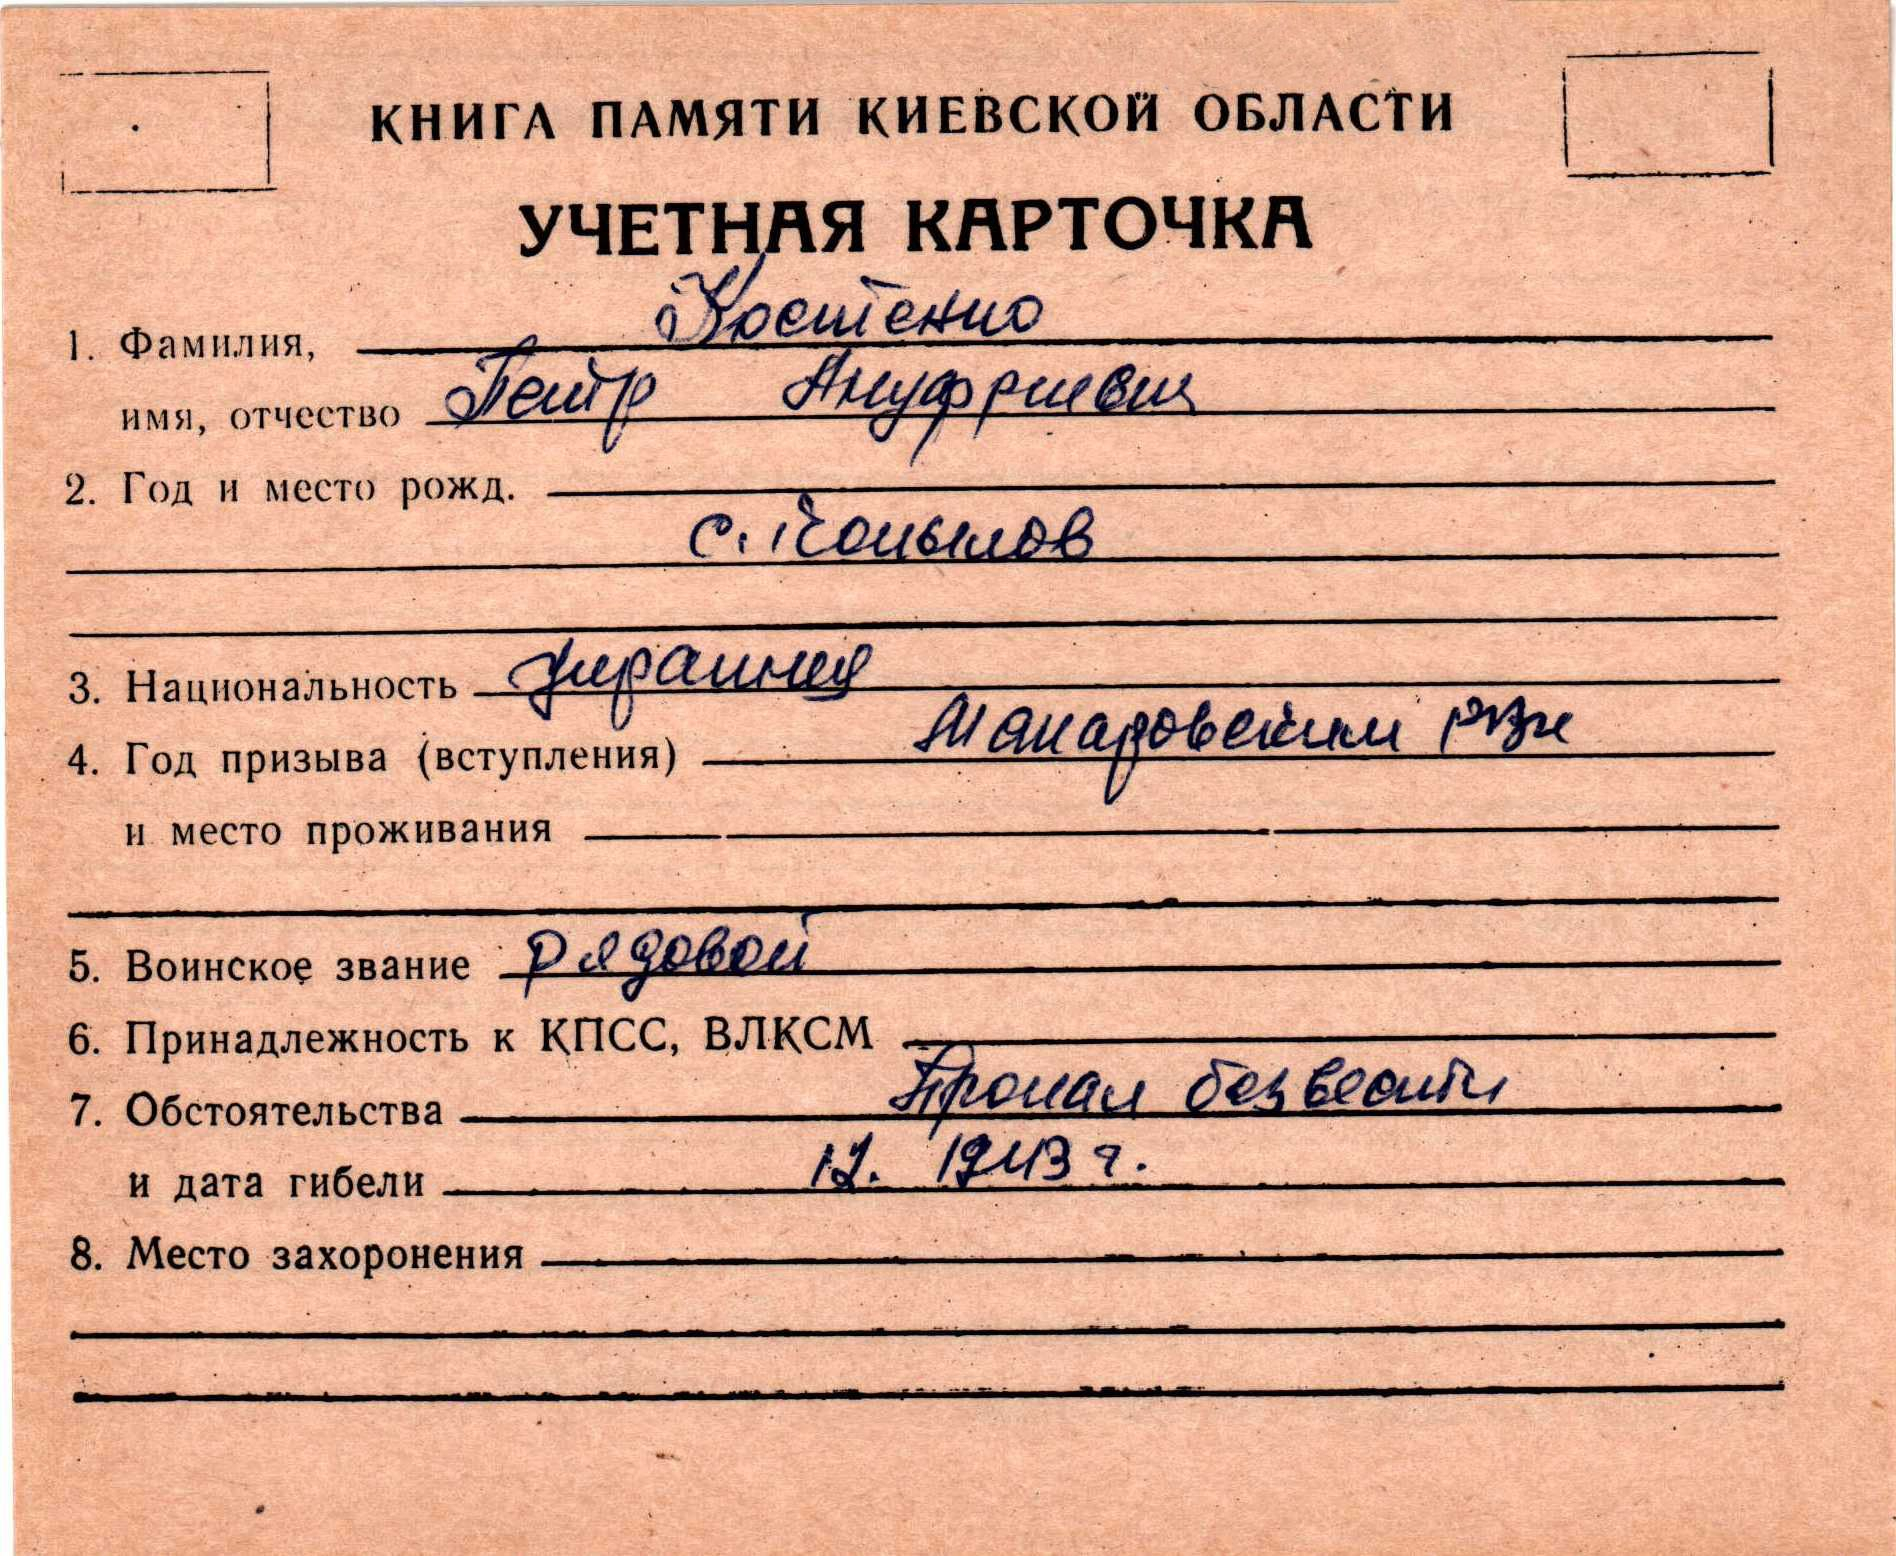 КНИГА ПАМЯТИ КИЕВСКОЙ ОБЛАСТИ
УЧЕТНАЯ КАРТОЧКА
1. Фамилия, Костенко
имя, отчество Петр Ануфриевич
2. Год и место рожд.
с. Копылов
3. Национальность украинец
4. Год призыва (вступления) Макаровским РВК
и место проживания
5. Воинское звание рядовой
6. Принадлежность к КПСС, ВЛКСМ
7. Обстоятельства Пропал без вести
и дата гибели 12. 1943 г.
8. Место захоронения